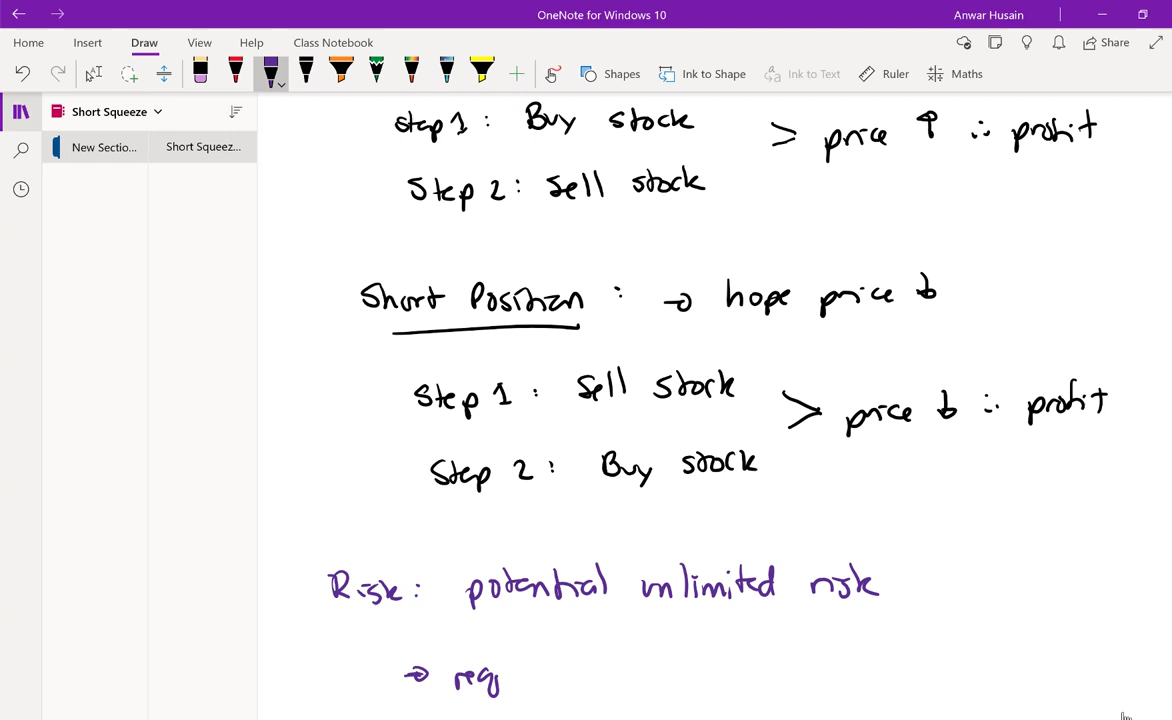 OneNote for Windows 10
Anwar Husain
Home Insert Draw View Help Class Notebook
Share
Shapes Ink to Shape Ink to Text Ruler Maths
Short Squeeze
New Sectio...
Short Squeez...
Step 1 : Buy stock > price ↑ ∴ profit
Step 2 : Sell stock
Short Position : → hope price ↓
Step 1 : Sell stock > price ↓ ∴ profit
Step 2 : Buy stock
Risk : potential unlimited risk
→ req